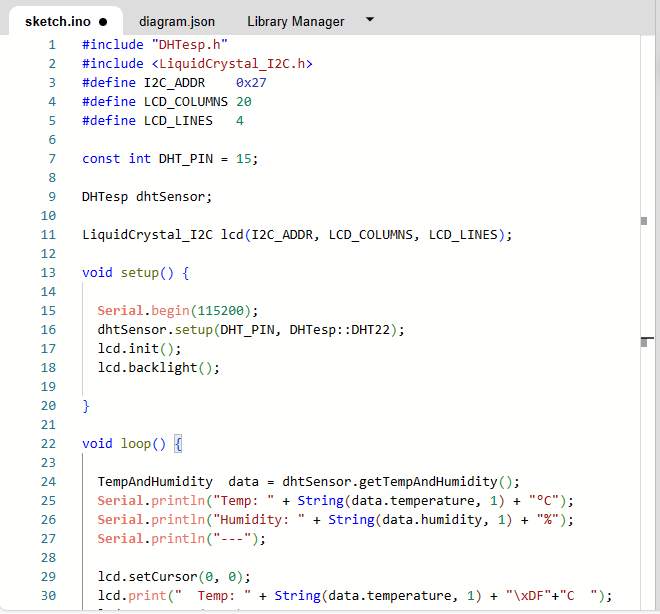 sketch.ino ● diagram.json Library Manager ▼
1 #include "DHTesp.h"
2 #include <LiquidCrystal_I2C.h>
3 #define I2C_ADDR    0x27
4 #define LCD_COLUMNS 20
5 #define LCD_LINES   4
6
7 const int DHT_PIN = 15;
8
9 DHTesp dhtSensor;
10
11 LiquidCrystal_I2C lcd(I2C_ADDR, LCD_COLUMNS, LCD_LINES);
12
13 void setup() {
14
15   Serial.begin(115200);
16   dhtSensor.setup(DHT_PIN, DHTesp::DHT22);
17   lcd.init();
18   lcd.backlight();
19
20 }
21
22 void loop() {
23
24   TempAndHumidity  data = dhtSensor.getTempAndHumidity();
25   Serial.println("Temp: " + String(data.temperature, 1) + "°C");
26   Serial.println("Humidity: " + String(data.humidity, 1) + "%");
27   Serial.println("---");
28
29   lcd.setCursor(0, 0);
30   lcd.print("  Temp: " + String(data.temperature, 1) + "\xDF"+"C  ");